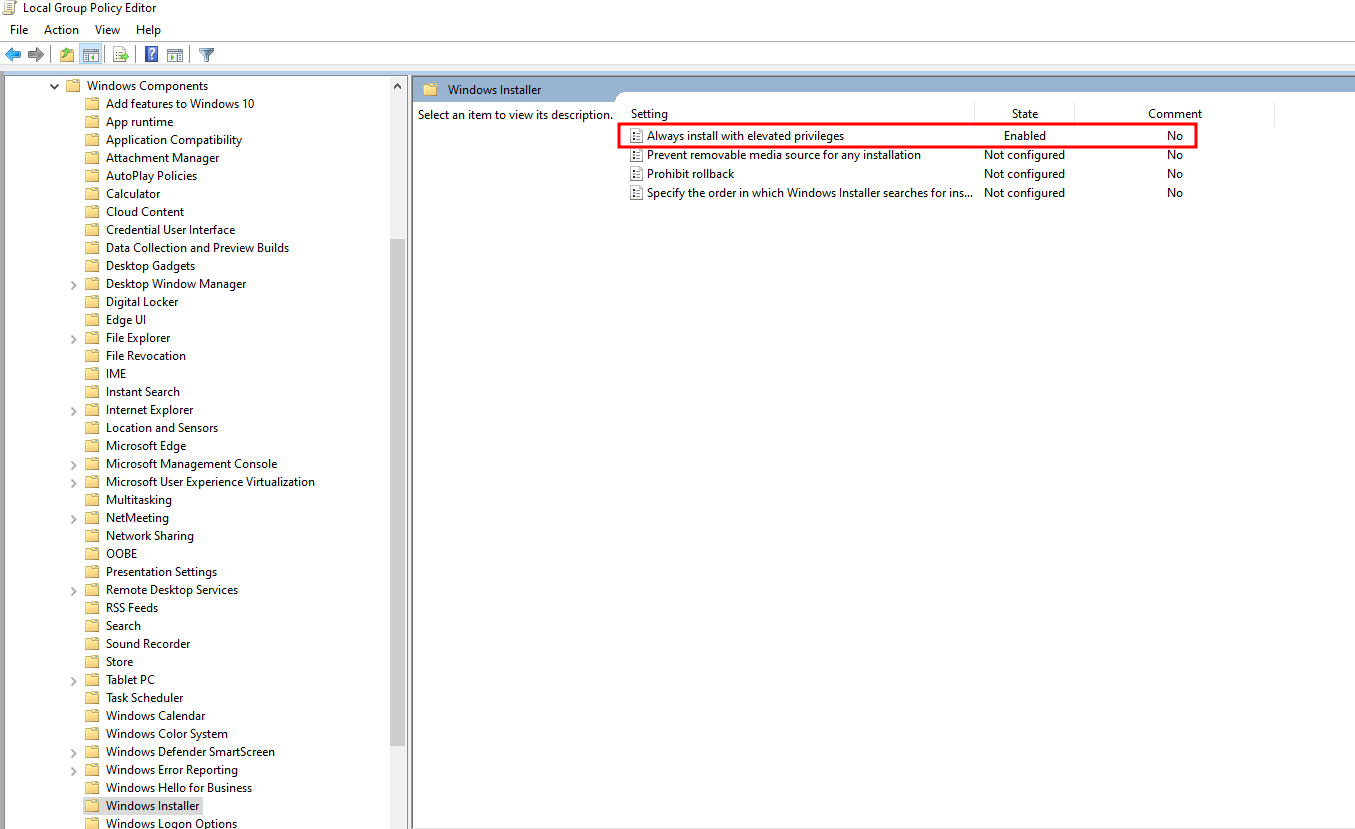 Local Group Policy Editor
File Action View Help
Windows Components
Add features to Windows 10
App runtime
Application Compatibility
Attachment Manager
AutoPlay Policies
Calculator
Cloud Content
Credential User Interface
Data Collection and Preview Builds
Desktop Gadgets
Desktop Window Manager
Digital Locker
Edge UI
File Explorer
File Revocation
IME
Instant Search
Internet Explorer
Location and Sensors
Microsoft Edge
Microsoft Management Console
Microsoft User Experience Virtualization
Multitasking
NetMeeting
Network Sharing
OOBE
Presentation Settings
Remote Desktop Services
RSS Feeds
Search
Sound Recorder
Store
Tablet PC
Task Scheduler
Windows Calendar
Windows Color System
Windows Defender SmartScreen
Windows Error Reporting
Windows Hello for Business
Windows Installer
Windows Logon Options
Windows Installer
Select an item to view its description.
Setting State Comment
Always install with elevated privileges Enabled No
Prevent removable media source for any installation Not configured No
Prohibit rollback Not configured No
Specify the order in which Windows Installer searches for ins... Not configured No